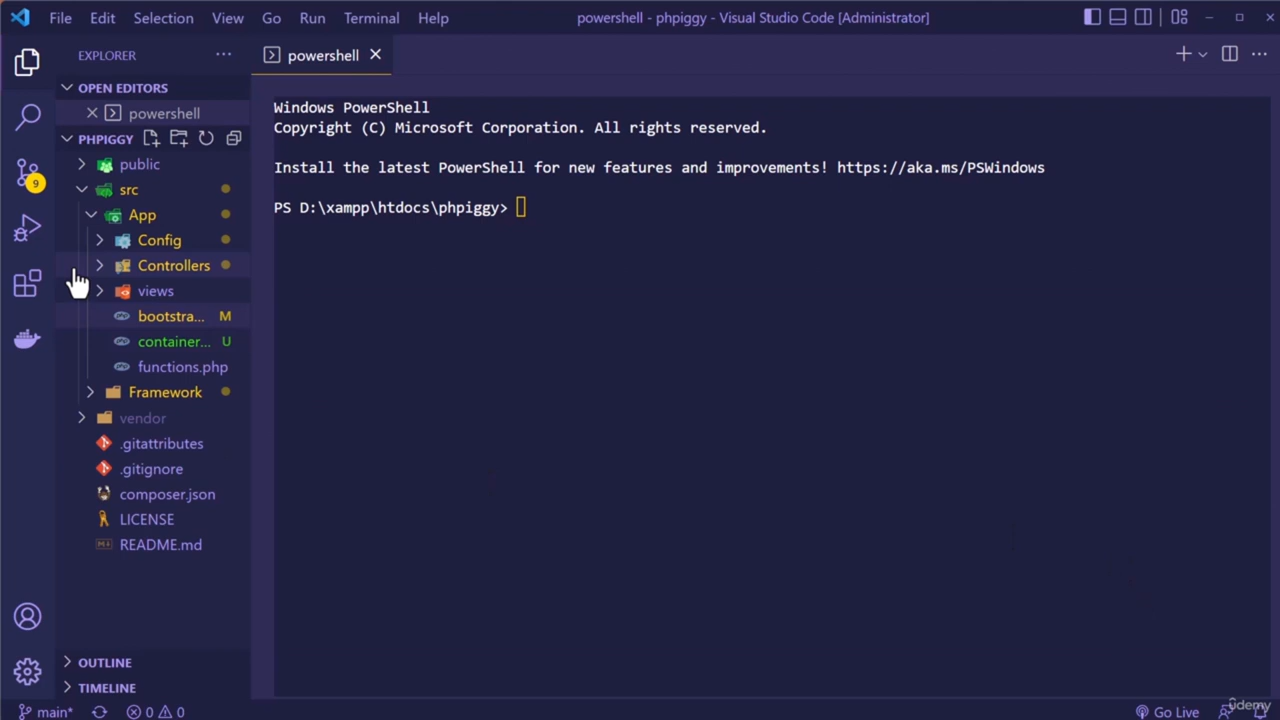 File Edit Selection View Go Run Terminal Help powershell - phpiggy - Visual Studio Code [Administrator]
EXPLORER
powershell
OPEN EDITORS
powershell
PHPIGGY
public
src
App
Config
Controllers
views
bootstra... M
container... U
functions.php
Framework
vendor
.gitattributes
.gitignore
composer.json
LICENSE
README.md
OUTLINE
TIMELINE
9
Windows PowerShell
Copyright (C) Microsoft Corporation. All rights reserved.
Install the latest PowerShell for new features and improvements! https://aka.ms/PSWindows
PS D:\xampp\htdocs\phpiggy>
main* 0 0 Go Live
ûdemy